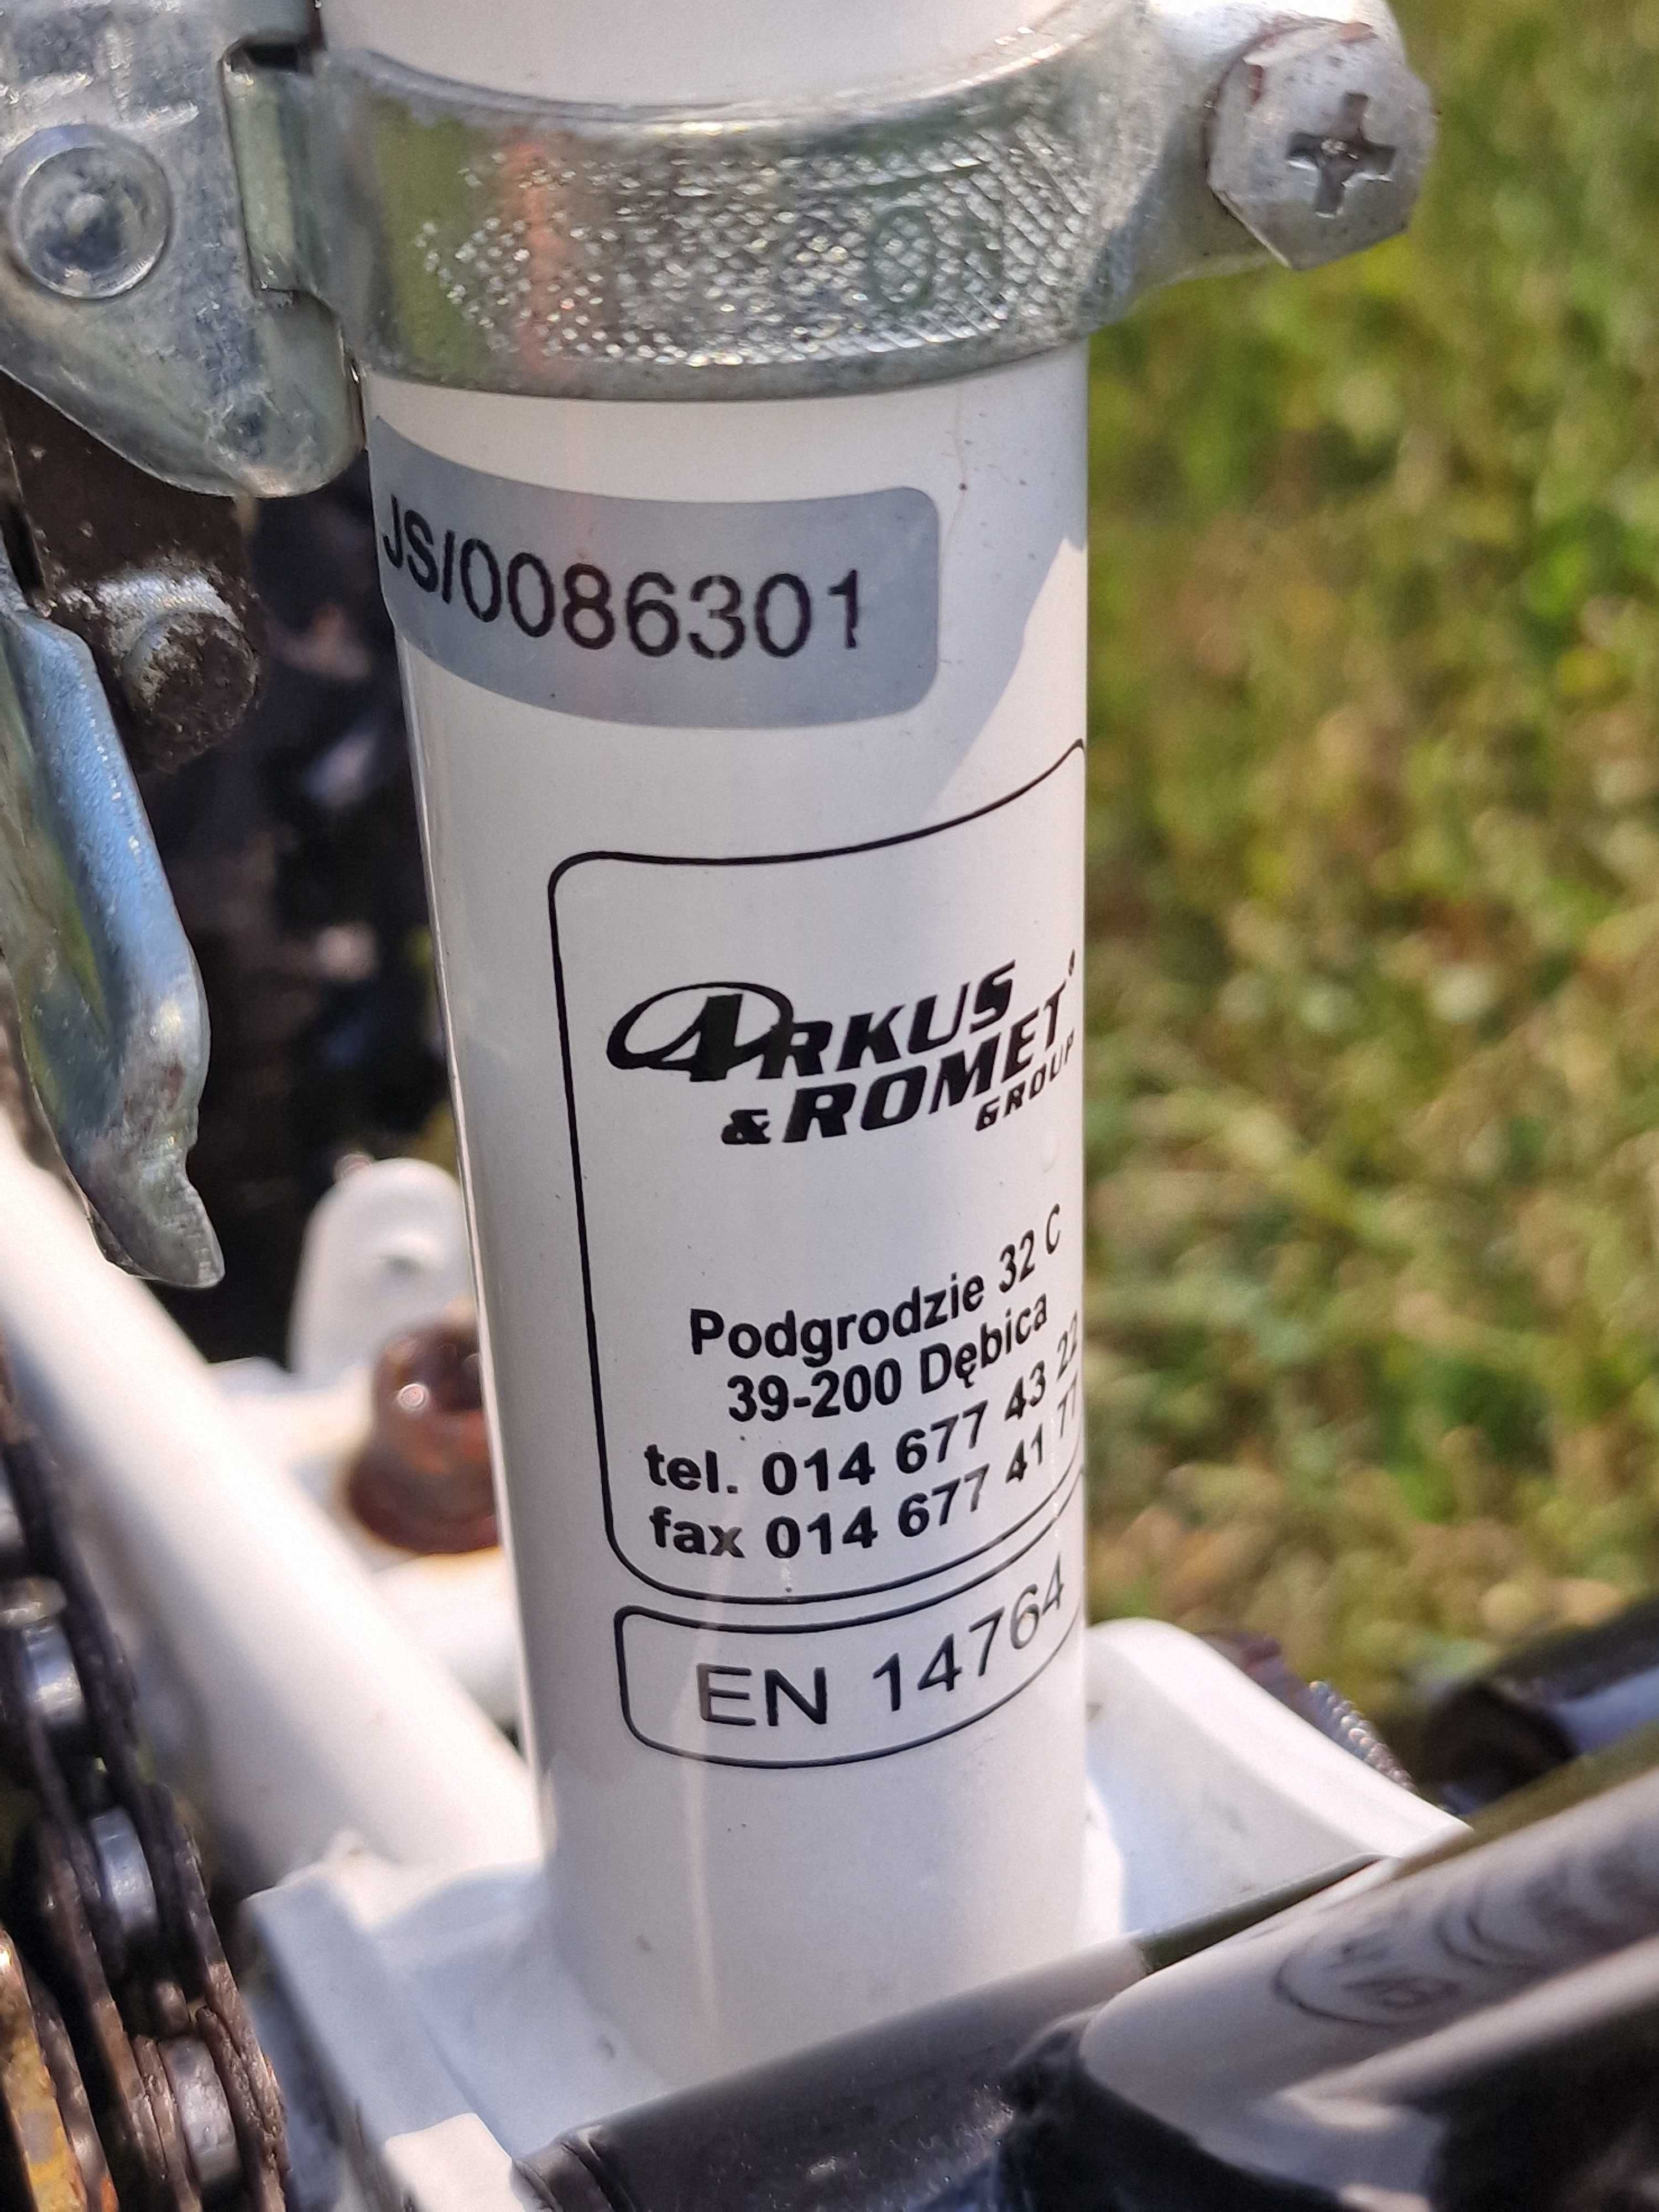 JS/0086301
ARKUS
& ROMET
GROUP
Podgrodzie 32 C
39-200 Dębica
tel. 014 677 43 22
fax 014 677 41 77
EN 14764